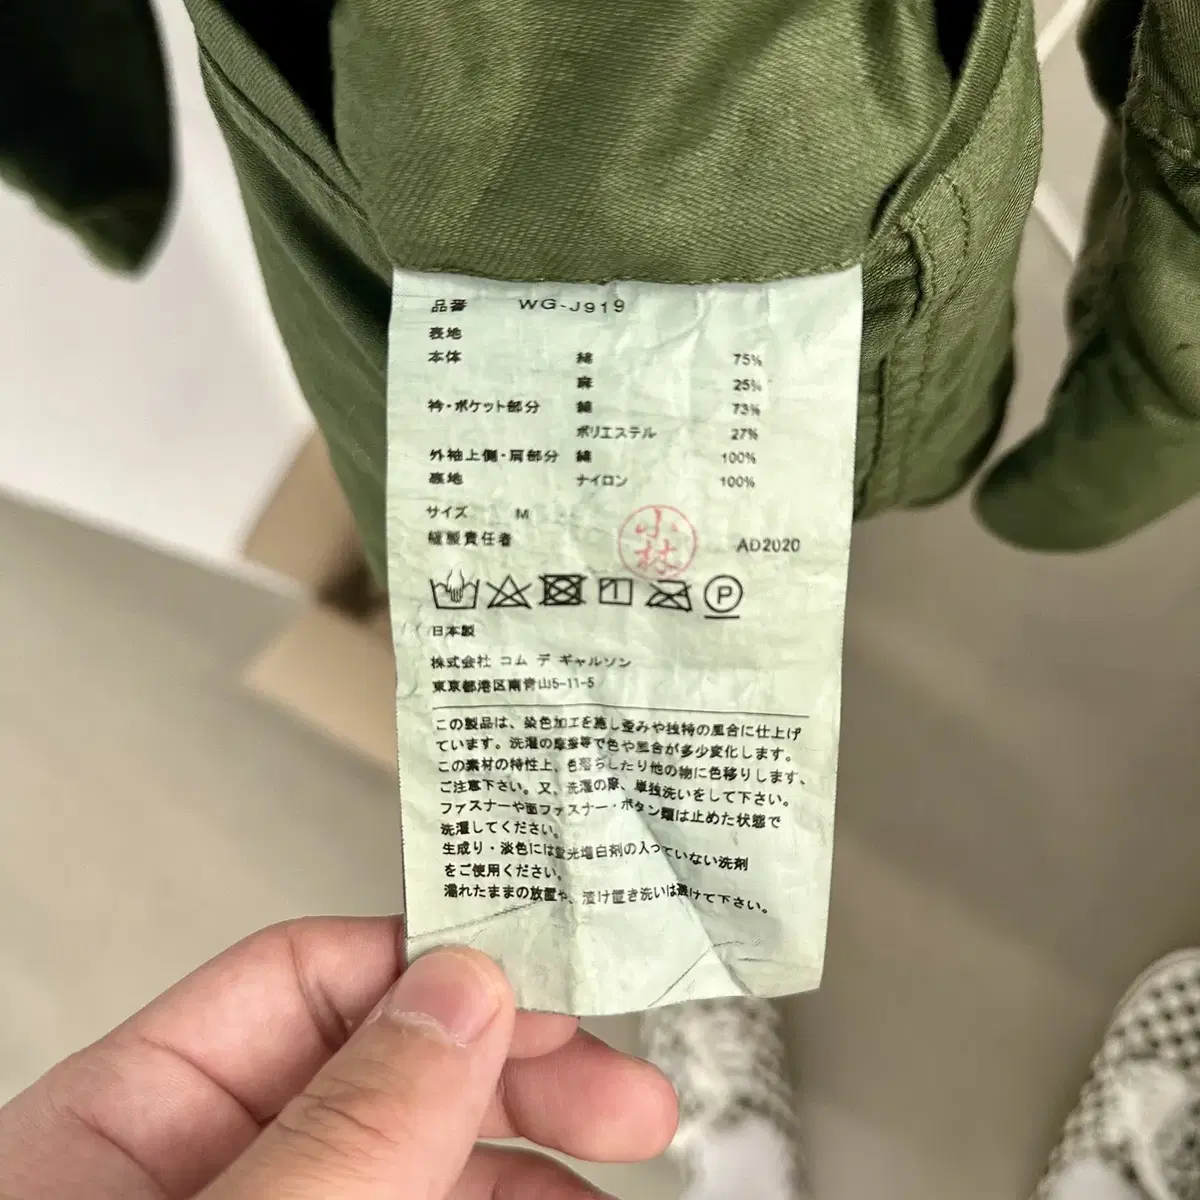 品番 WG-J919
表地
本体 綿 75%
麻 25%
衿・ポケット部分 綿 73%
ポリエステル 27%
外袖上側・肩部分 綿 100%
裏地 ナイロン 100%
サイズ M
縫製責任者 小林 AD2020
P
日本製
株式会社 コム デ ギャルソン
東京都港区南青山5-11-5
この製品は、染色加工を施し歪みや独特の風合に仕上げ
ています。洗濯の摩擦等で色や風合が多少変化します。
この素材の特性上、色落ちしたり他の物に色移りします、
ご注意下さい。又、洗濯の際、単独洗いをして下さい。
ファスナーや面ファスナー・ボタン類は止めた状態で
洗濯してください。
生成り・淡色には蛍光増白剤の入っていない洗剤
をご使用ください。
濡れたままの放置や、漬け置き洗いは避けて下さい。